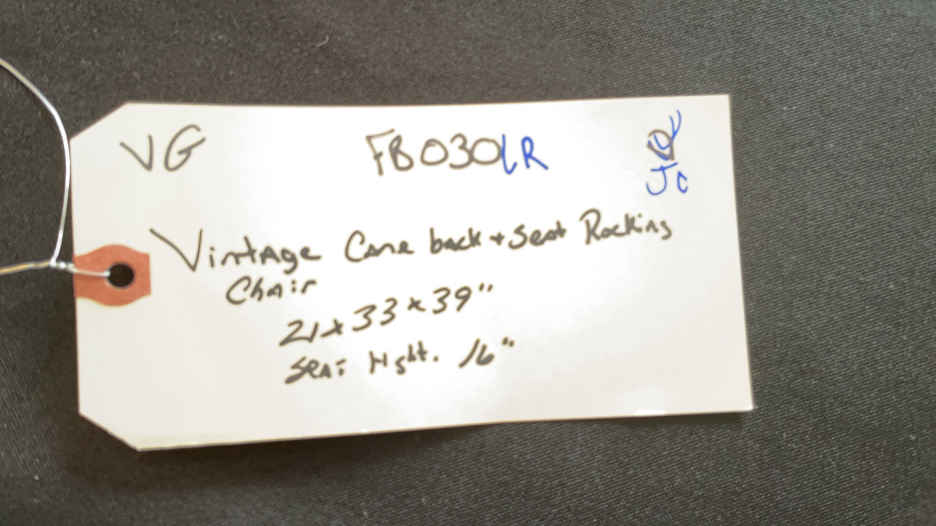 VG FB030LR
JC
Vintage Cane back + Seat Rocking
Chair
21 x 33 x 39"
Seat Hght. 16"